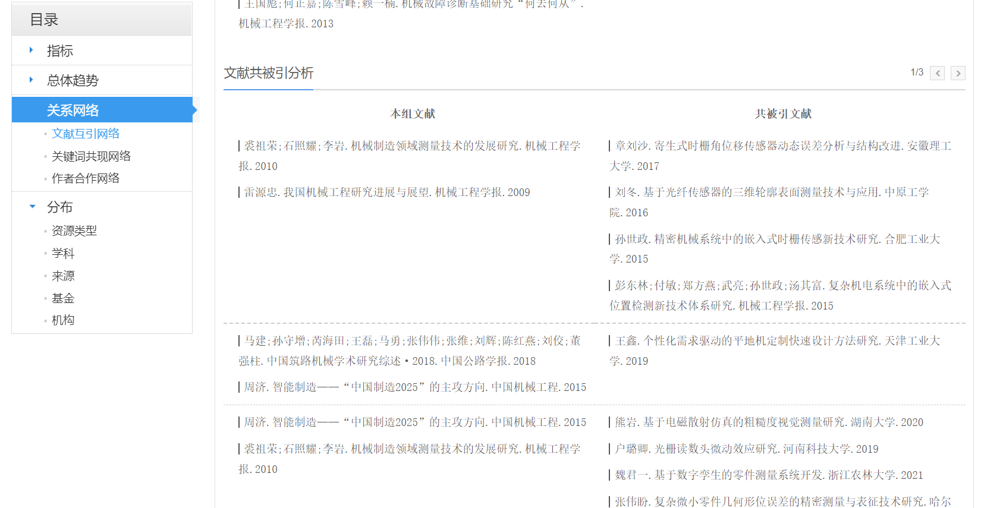 目录
指标
总体趋势
关系网络
文献互引网络
关键词共现网络
作者合作网络
分布
资源类型
学科
来源
基金
机构
王国彪;何正嘉;陈雪峰;赖一楠.机械故障诊断基础研究“何去何从”.
机械工程学报.2013
文献共被引分析
1/3
本组文献
共被引文献
裘祖荣;石照耀;李岩.机械制造领域测量技术的发展研究.机械工程学
报.2010
雷源忠.我国机械工程研究进展与展望.机械工程学报.2009
章刘沙.寄生式时栅角位移传感器动态误差分析与结构改进.安徽理工
大学.2017
刘冬.基于光纤传感器的三维轮廓表面测量技术与应用.中原工学
院.2016
孙世政.精密机械系统中的嵌入式时栅传感新技术研究.合肥工业大
学.2015
彭东林;付敏;郑方燕;武亮;孙世政;汤其富.复杂机电系统中的嵌入式
位置检测新技术体系研究.机械工程学报.2015
马建;孙守增;芮海田;王磊;马勇;张伟伟;张维;刘辉;陈红燕;刘佼;董
强柱.中国筑路机械学术研究综述·2018.中国公路学报.2018
周济.智能制造——“中国制造2025”的主攻方向.中国机械工程.2015
王鑫.个性化需求驱动的平地机定制快速设计方法研究.天津工业大
学.2019
周济.智能制造——“中国制造2025”的主攻方向.中国机械工程.2015
裘祖荣;石照耀;李岩.机械制造领域测量技术的发展研究.机械工程学
报.2010
熊岩.基于电磁散射仿真的粗糙度视觉测量研究.湖南大学.2020
户璐卿.光栅读数头微动效应研究.河南科技大学.2019
魏君一.基于数字孪生的零件测量系统开发.浙江农林大学.2021
张伟盼.复杂微小零件几何形位误差的精密测量与表征技术研究.哈尔